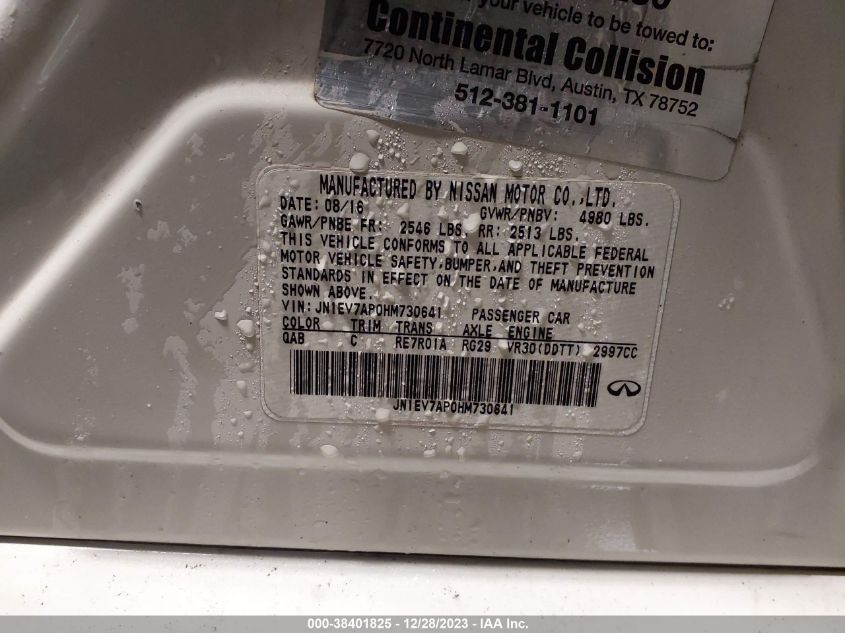 your vehicle to be towed to:
Continental Collision
7720 North Lamar Blvd, Austin, TX 78752
512-381-1101
MANUFACTURED BY NISSAN MOTOR CO.,LTD.
DATE: 08/16 GVWR/PNBV: 4980 LBS.
GAWR/PNBE FR: 2546 LBS. RR: 2513 LBS.
THIS VEHICLE CONFORMS TO ALL APPLICABLE FEDERAL
MOTOR VEHICLE SAFETY,BUMPER,AND THEFT PREVENTION
STANDARDS IN EFFECT ON THE DATE OF MANUFACTURE
SHOWN ABOVE.
VIN: JN1EV7AP0HM730641 PASSENGER CAR
COLOR TRIM TRANS AXLE ENGINE
QAB C RE7R01A RG29 VR30(DDTT) 2997CC
JN1EV7AP0HM730641
000-38401825 - 12/28/2023 - IAA Inc.